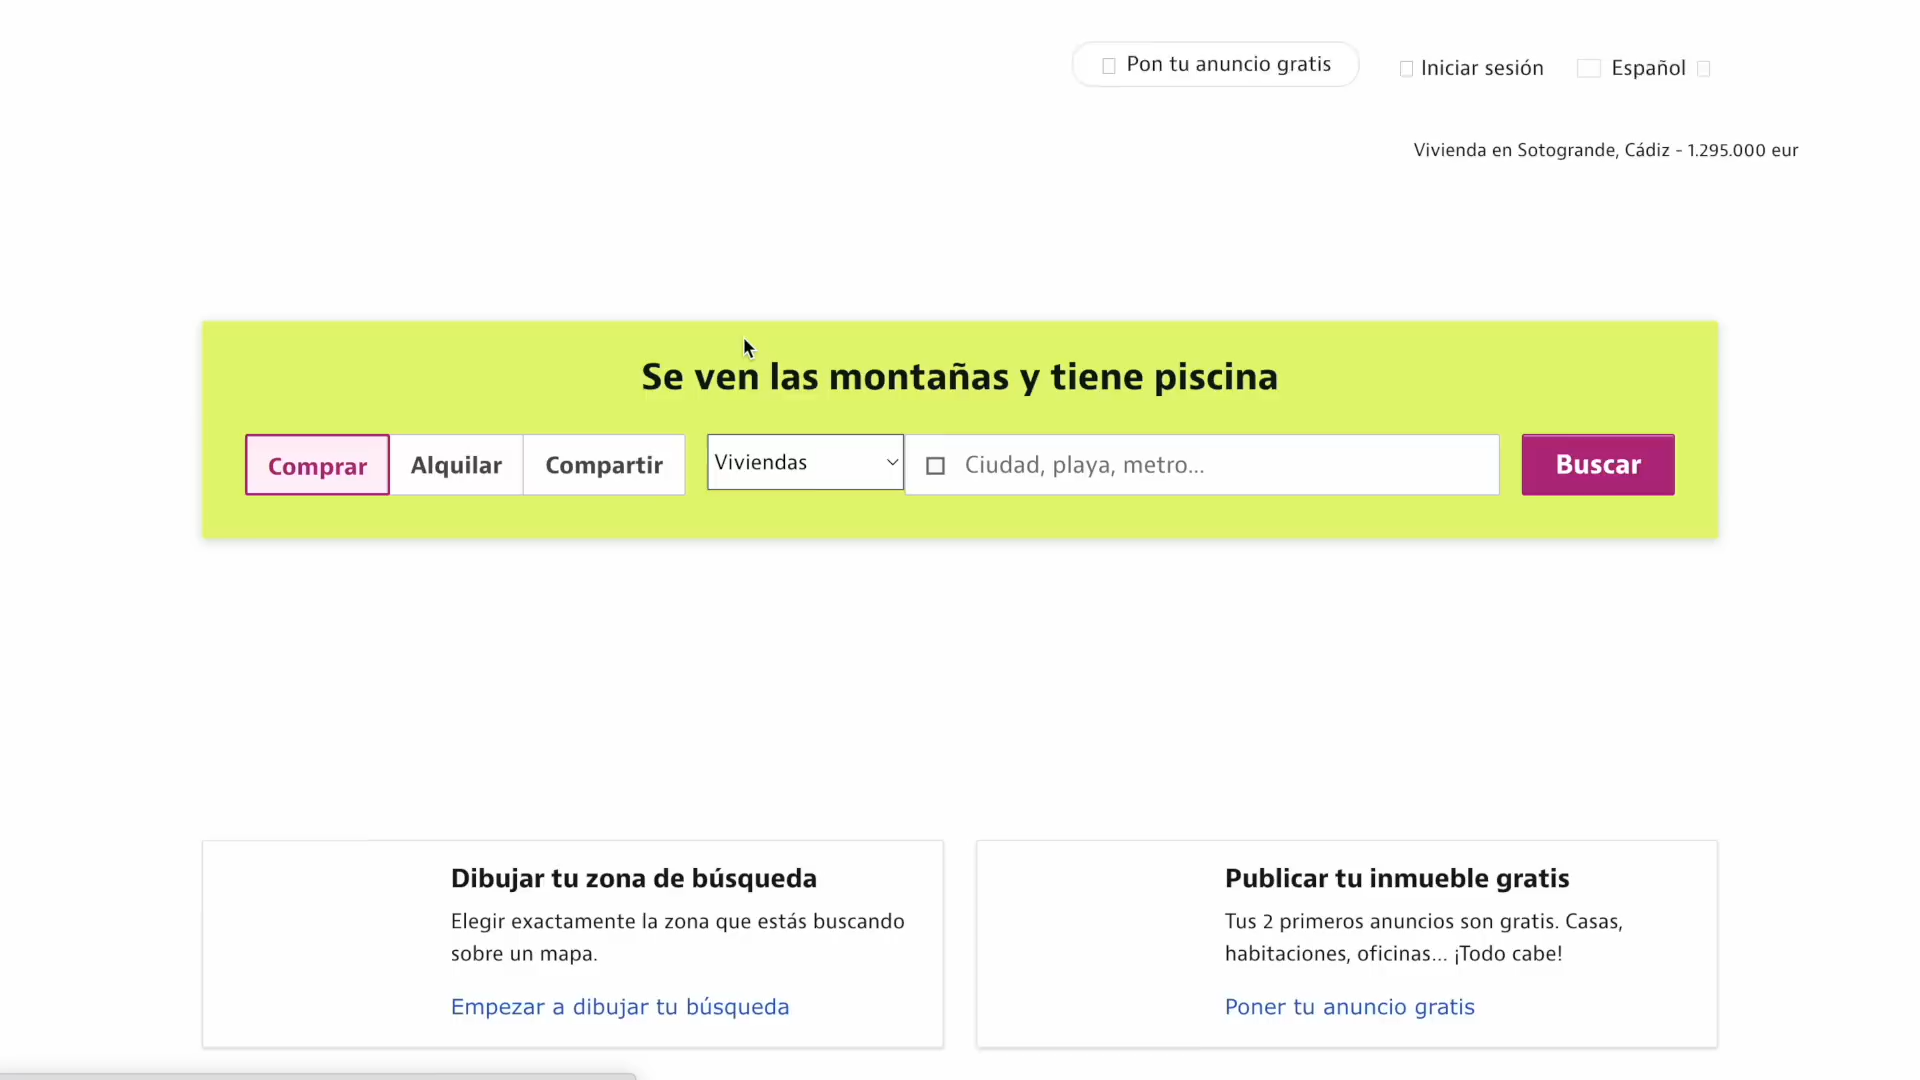 Pon tu anuncio gratis
Iniciar sesión
Español
Vivienda en Sotogrande, Cádiz - 1.295.000 eur
Se ven las montañas y tiene piscina
Comprar
Alquilar
Compartir
Viviendas
Ciudad, playa, metro...
Buscar
Dibujar tu zona de búsqueda
Elegir exactamente la zona que estás buscando
sobre un mapa.
Empezar a dibujar tu búsqueda
Publicar tu inmueble gratis
Tus 2 primeros anuncios son gratis. Casas,
habitaciones, oficinas... ¡Todo cabe!
Poner tu anuncio gratis